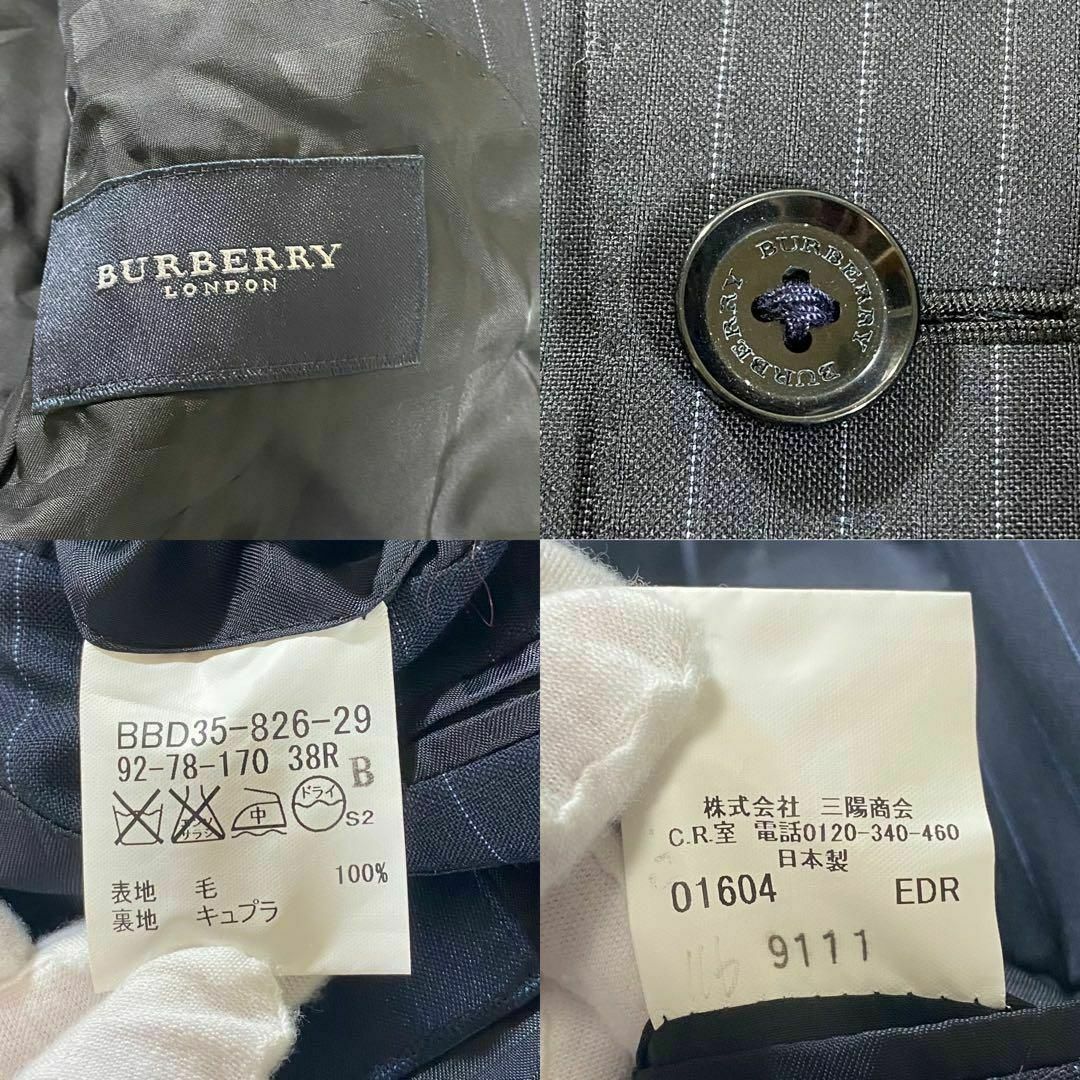 BURBERRY
LONDON
BURBERRY BURBERRY
BBD35-826-29
92-78-170 38R B
中 ドライ
S2
表地 毛 100%
裏地 キュプラ
株式会社 三陽商会
C.R.室 電話0120-340-460
日本製
01604 EDR
9111